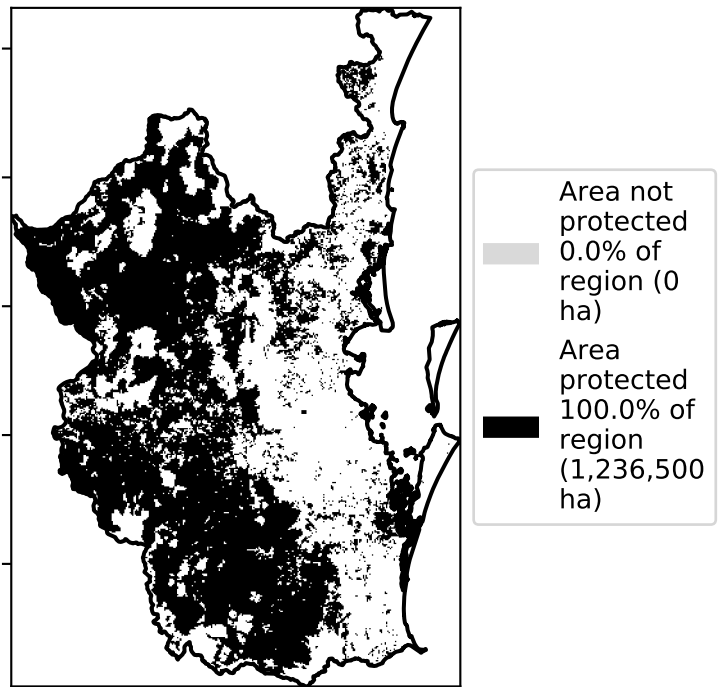 Area not
protected
0.0% of
region (0
ha)
Area
protected
100.0% of
region
(1,236,500
ha)